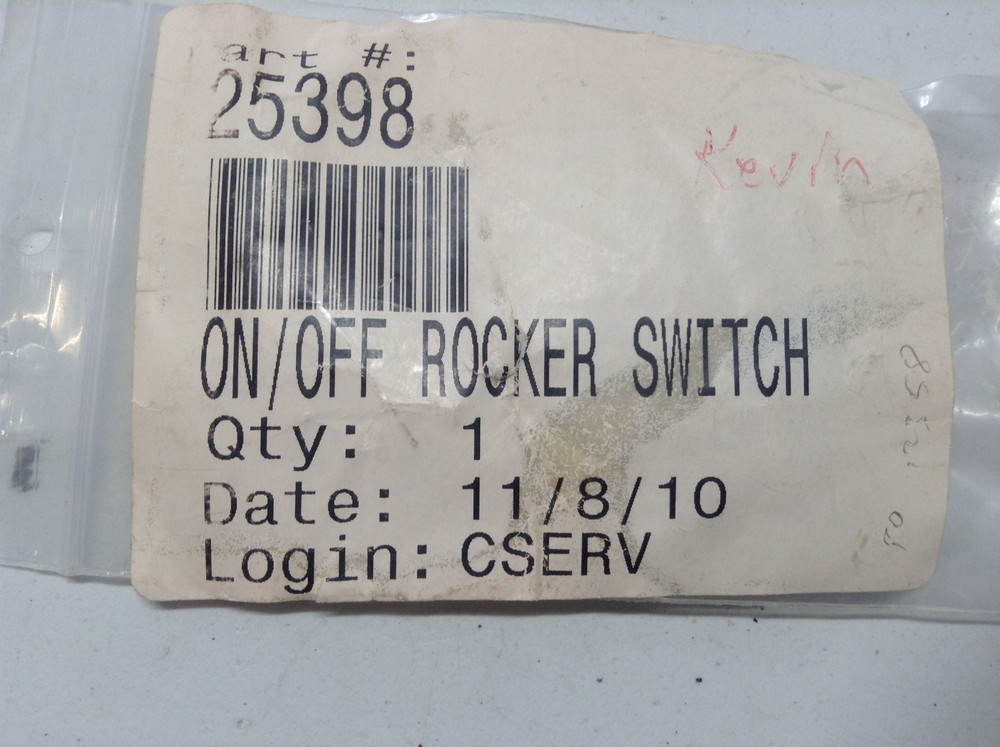 art #:
25398
Kevin
ON/OFF ROCKER SWITCH
Qty: 1
Date: 11/8/10
Login: CSERV